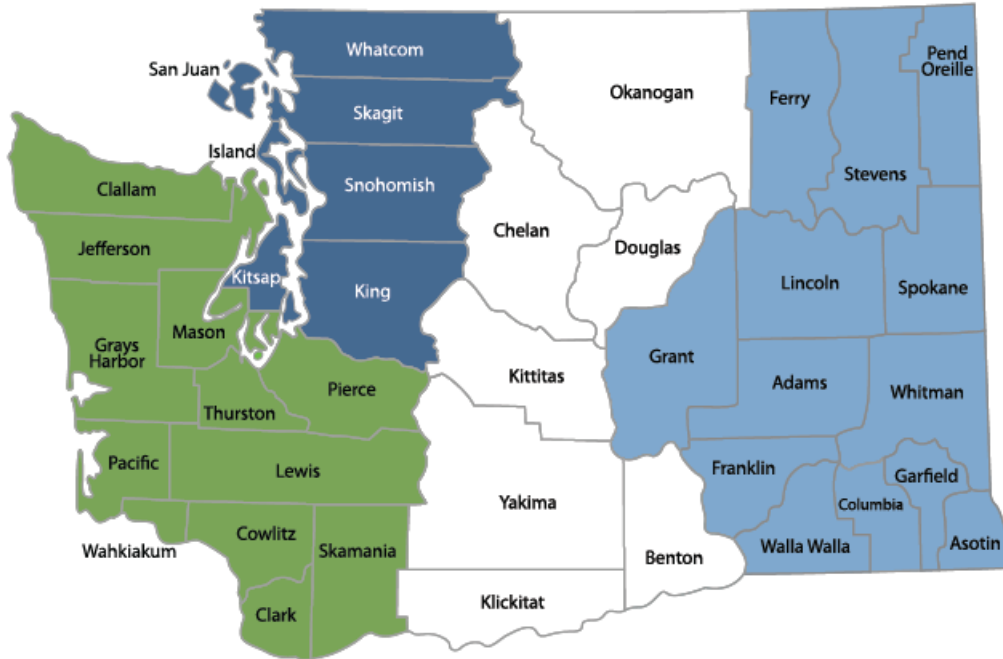 Whatcom
San Juan
Skagit
Island
Snohomish
Clallam
Jefferson
Kitsap
King
Mason
Grays
Harbor
Pierce
Thurston
Pacific
Lewis
Wahkiakum
Cowlitz
Skamania
Clark
Okanogan
Chelan
Douglas
Kittitas
Yakima
Benton
Klickitat
Ferry
Pend
Oreille
Stevens
Lincoln
Spokane
Grant
Adams
Whitman
Franklin
Garfield
Columbia
Walla Walla
Asotin